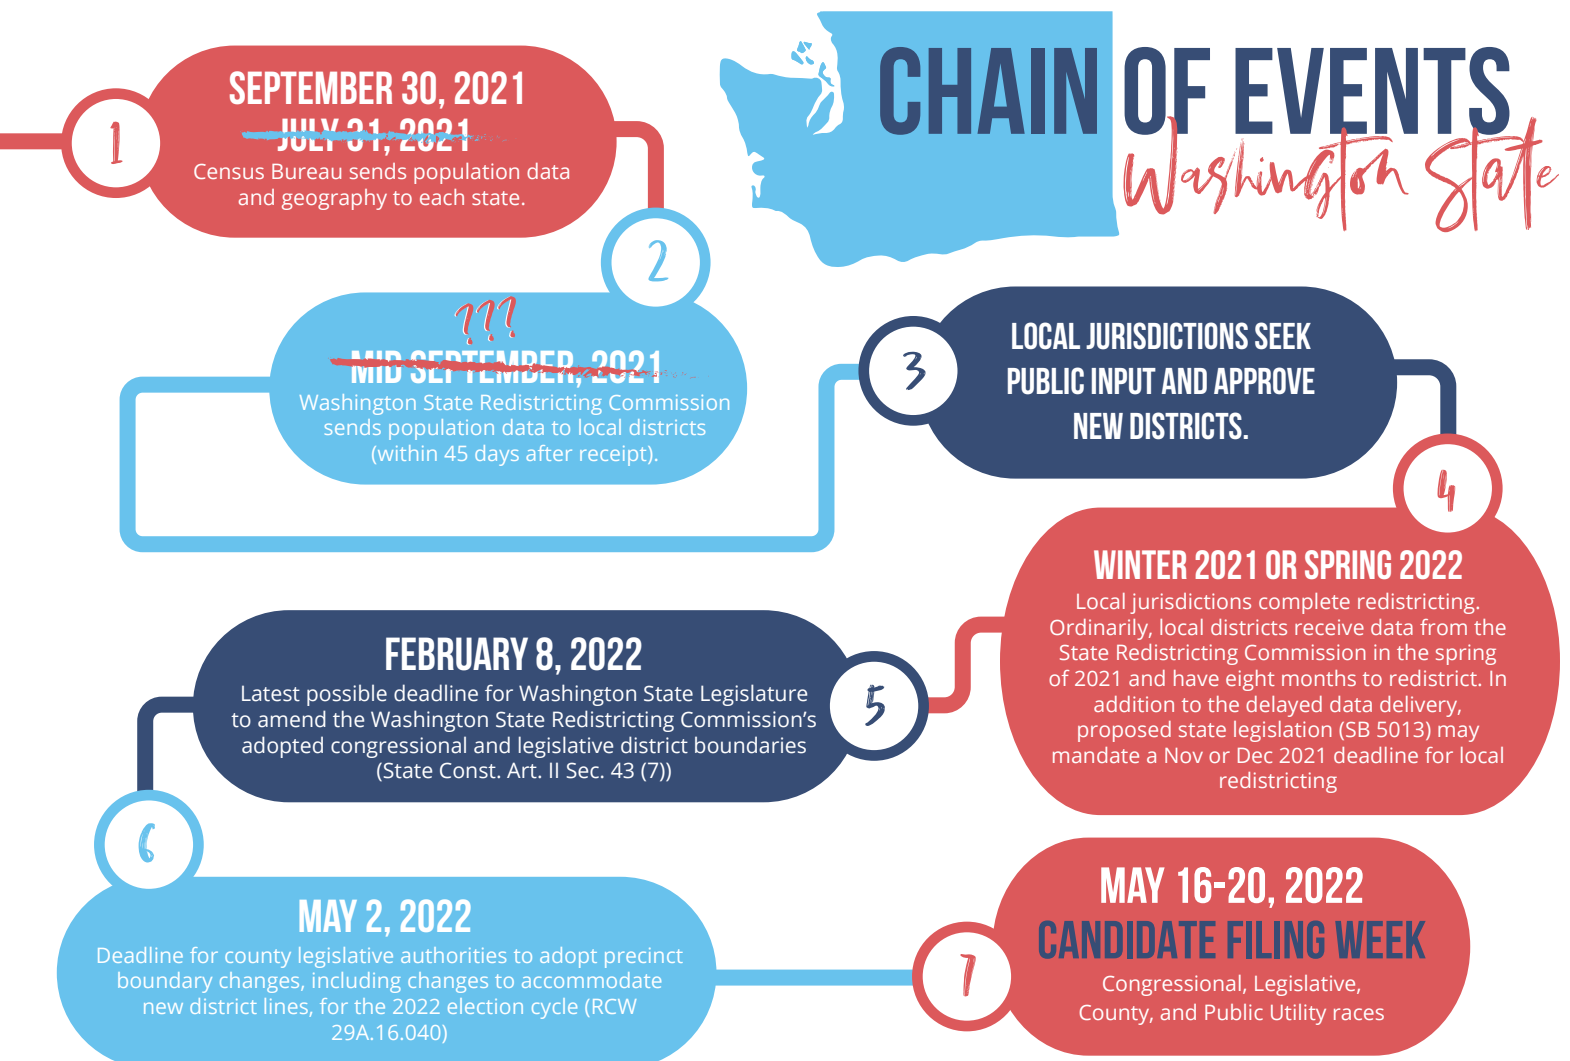 CHAIN OF EVENTS
Washington State
1
SEPTEMBER 30, 2021
JULY 31, 2021
Census Bureau sends population data
and geography to each state.
2
???
MID SEPTEMBER, 2021
Washington State Redistricting Commission
sends population data to local districts
(within 45 days after receipt).
3
LOCAL JURISDICTIONS SEEK
PUBLIC INPUT AND APPROVE
NEW DISTRICTS.
4
WINTER 2021 OR SPRING 2022
Local jurisdictions complete redistricting.
Ordinarily, local districts receive data from the
State Redistricting Commission in the spring
of 2021 and have eight months to redistrict. In
addition to the delayed data delivery,
proposed state legislation (SB 5013) may
mandate a Nov or Dec 2021 deadline for local
redistricting
5
FEBRUARY 8, 2022
Latest possible deadline for Washington State Legislature
to amend the Washington State Redistricting Commission’s
adopted congressional and legislative district boundaries
(State Const. Art. II Sec. 43 (7))
6
MAY 2, 2022
Deadline for county legislative authorities to adopt precinct
boundary changes, including changes to accommodate
new district lines, for the 2022 election cycle (RCW
29A.16.040)
7
MAY 16-20, 2022
CANDIDATE FILING WEEK
Congressional, Legislative,
County, and Public Utility races